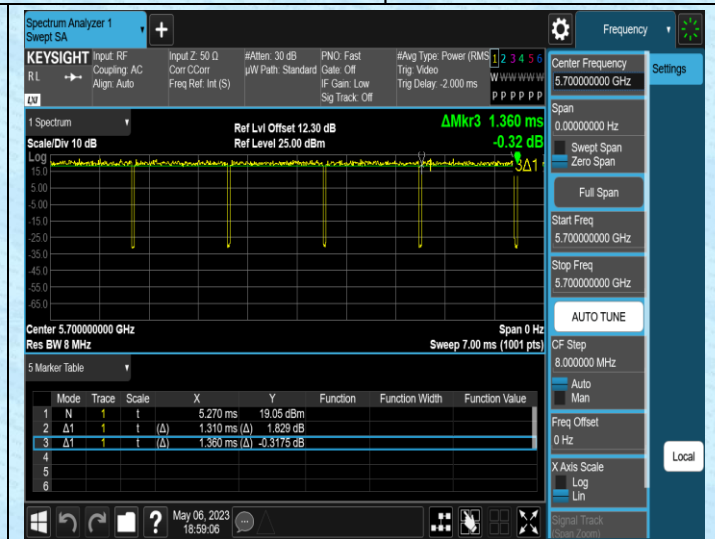 Spectrum Analyzer 1
Swept SA
+
Frequency
KEYSIGHT
Input: RF
Coupling: AC
Align: Auto
Input Z: 50 Ω
Corr CCorr
Freq Ref: Int (S)
#Atten: 30 dB
µW Path: Standard
PNO: Fast
Gate: Off
IF Gain: Low
Sig Track: Off
#Avg Type: Power (RMS
Trig: Video
Trig Delay: -2.000 ms
1 2 3 4 5 6
W W W W W W
P P P P P P
RL
LXI
1 Spectrum
Scale/Div 10 dB
Ref Lvl Offset 12.30 dB
Ref Level 25.00 dBm
ΔMkr3 1.360 ms
-0.32 dB
Log
15.0
5.00
-5.00
-15.0
-25.0
-35.0
-45.0
-55.0
-65.0
1
3Δ1
Center 5.700000000 GHz
Res BW 8 MHz
Span 0 Hz
Sweep 7.00 ms (1001 pts)
5 Marker Table
Mode Trace Scale X Y Function Function Width Function Value
1 N 1 t 5.270 ms 19.05 dBm
2 Δ1 1 t (Δ) 1.310 ms (Δ) 1.829 dB
3 Δ1 1 t (Δ) 1.360 ms (Δ) -0.3175 dB
4
5
6
?
May 06, 2023
18:59:06
Center Frequency
5.700000000 GHz
Span
0.00000000 Hz
Swept Span
Zero Span
Full Span
Start Freq
5.700000000 GHz
Stop Freq
5.700000000 GHz
AUTO TUNE
CF Step
8.000000 MHz
Auto
Man
Freq Offset
0 Hz
X Axis Scale
Log
Lin
Signal Track
(Span Zoom)
Settings
Local